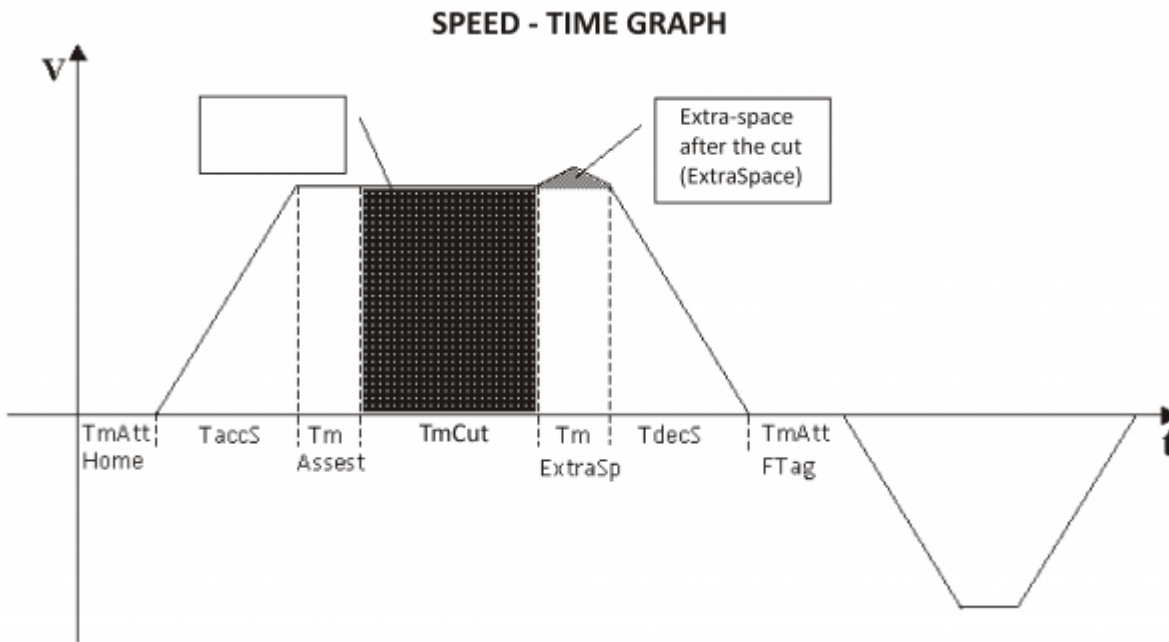 SPEED - TIME GRAPH
V
Extra-space
after the cut
(ExtraSpace)
TmAtt TaccS Tm TmCut Tm TdecS TmAtt t
Home Assest ExtraSp FTag